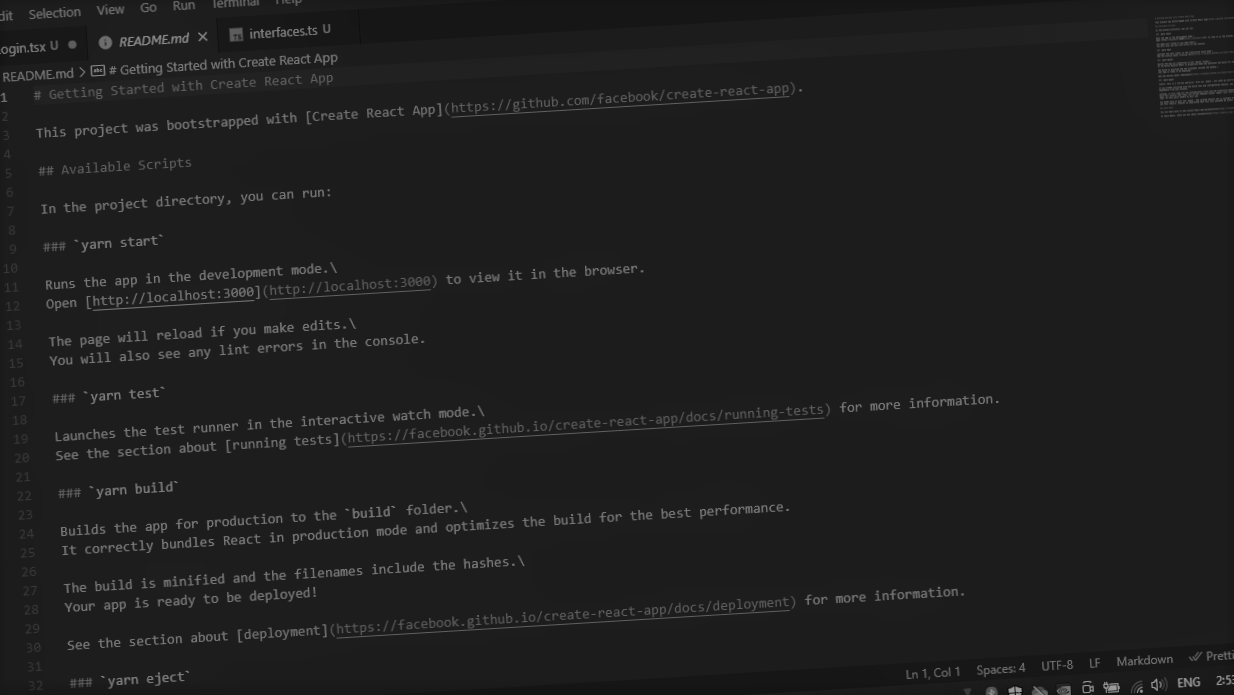 Selection View Go Run Terminal Help
ogin.tsx U ● README.md × TS interfaces.ts U
README.md > abc # Getting Started with Create React App
1 # Getting Started with Create React App
2
3 This project was bootstrapped with [Create React App](https://github.com/facebook/create-react-app).
4
5 ## Available Scripts
6
7 In the project directory, you can run:
8
9 ### `yarn start`
10
11 Runs the app in the development mode.\
12 Open [http://localhost:3000](http://localhost:3000) to view it in the browser.
13
14 The page will reload if you make edits.\
15 You will also see any lint errors in the console.
16
17 ### `yarn test`
18
19 Launches the test runner in the interactive watch mode.\
20 See the section about [running tests](https://facebook.github.io/create-react-app/docs/running-tests) for more information.
21
22 ### `yarn build`
23
24 Builds the app for production to the `build` folder.\
25 It correctly bundles React in production mode and optimizes the build for the best performance.
26
27 The build is minified and the filenames include the hashes.\
28 Your app is ready to be deployed!
29
30 See the section about [deployment](https://facebook.github.io/create-react-app/docs/deployment) for more information.
31
32 ### `yarn eject`
Ln 1, Col 1 Spaces: 4 UTF-8 LF Markdown Pretti
ENG 2:53